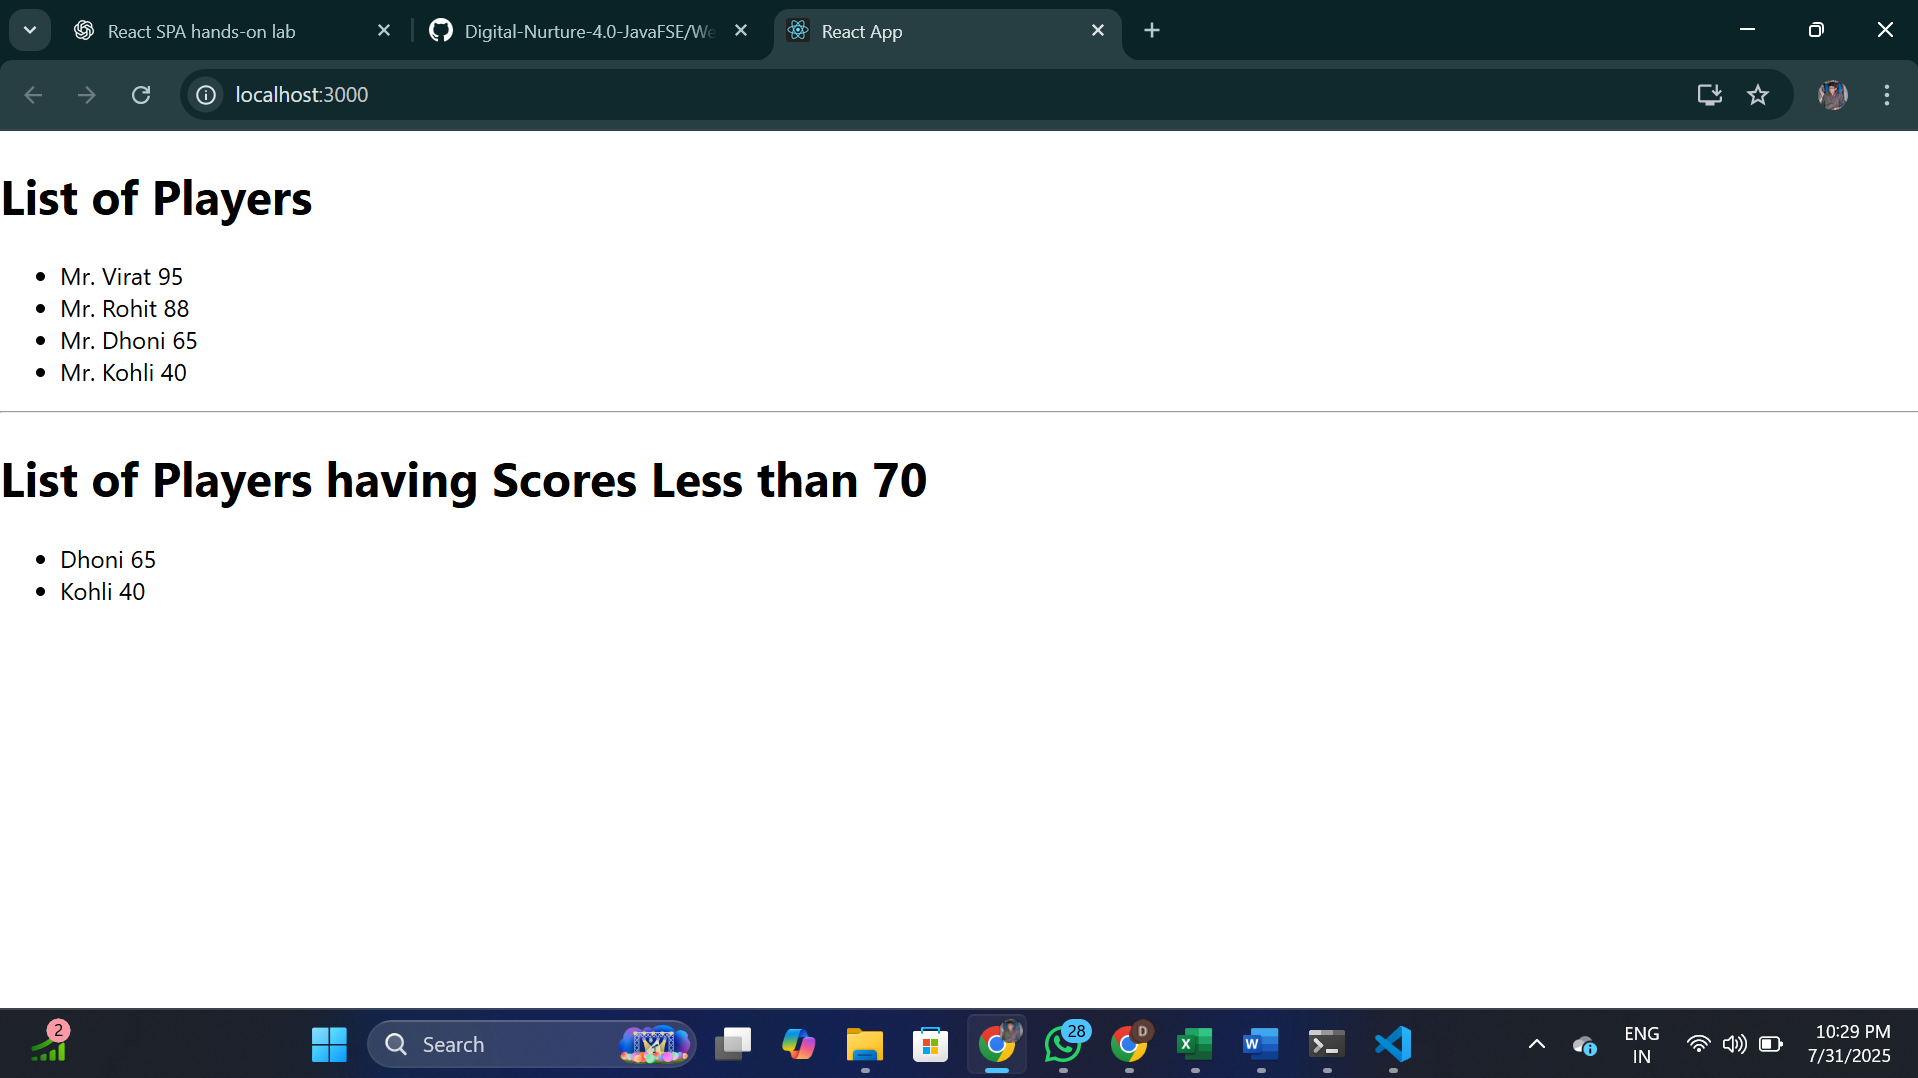 React SPA hands-on lab
Digital-Nurture-4.0-JavaFSE/We
React App
localhost:3000
List of Players
Mr. Virat 95
Mr. Rohit 88
Mr. Dhoni 65
Mr. Kohli 40
List of Players having Scores Less than 70
Dhoni 65
Kohli 40
2
Search
28
D
ENG
IN
10:29 PM
7/31/2025